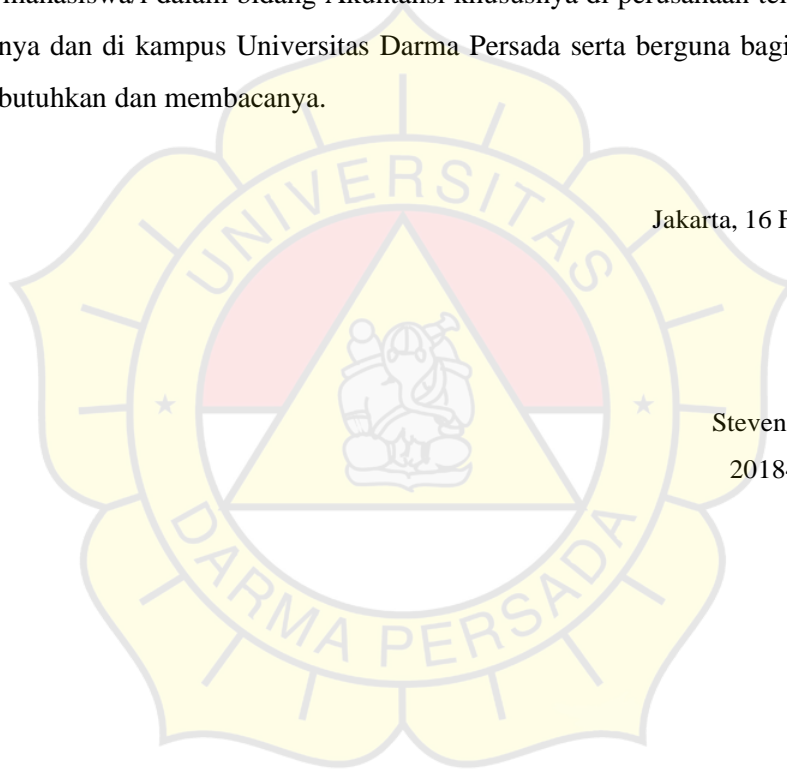 mahasiswa/i dalam bidang Akuntansi khususnya di perusahaan
nya dan di kampus Universitas Darma Persada serta berguna bagi
butuhkan dan membacanya.
UNIVERSITAS
Jakarta, 16
Steven
2018
DARMA PERSADA